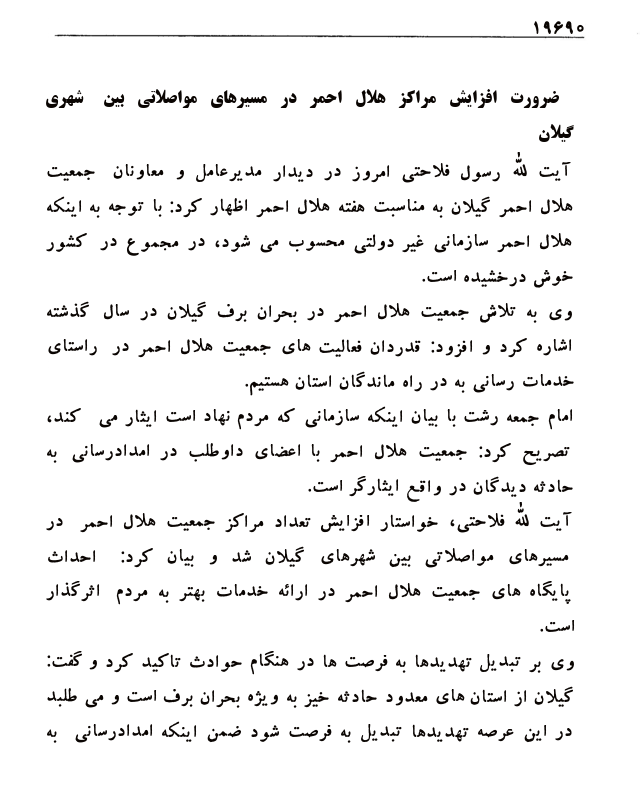 ۱۹۶۹۰
ضرورت افزایش مراکز هلال احمر در مسیرهای مواصلاتی بین شهری
گیلان
آیت لله رسول فلاحتی امروز در دیدار مدیرعامل و معاونان جمعیت
هلال احمر گیلان به مناسبت هفته هلال احمر اظهار کرد: با توجه به اینکه
هلال احمر سازمانی غیر دولتی محسوب می شود، در مجموع در کشور
خوش درخشیده است.
وی به تلاش جمعیت هلال احمر در بحران برف گیلان در سال گذشته
اشاره کرد و افزود: قدردان فعالیت های جمعیت هلال احمر در راستای
خدمات رسانی به در راه ماندگان استان هستیم.
امام جمعه رشت با بیان اینکه سازمانی که مردم نهاد است ایثار می کند،
تصریح کرد: جمعیت هلال احمر با اعضای داوطلب در امدادرسانی به
حادثه دیدگان در واقع ایثارگر است.
آیت لله فلاحتی، خواستار افزایش تعداد مراکز جمعیت هلال احمر در
مسیرهای مواصلاتی بین شهرهای گیلان شد و بیان کرد: احداث
پایگاه های جمعیت هلال احمر در ارائه خدمات بهتر به مردم اثرگذار
است.
وی بر تبدیل تهدیدها به فرصت ها در هنگام حوادث تاکید کرد و گفت:
گیلان از استان های معدود حادثه خیز به ویژه بحران برف است و می طلبد
در این عرصه تهدیدها تبدیل به فرصت شود ضمن اینکه امدادرسانی به